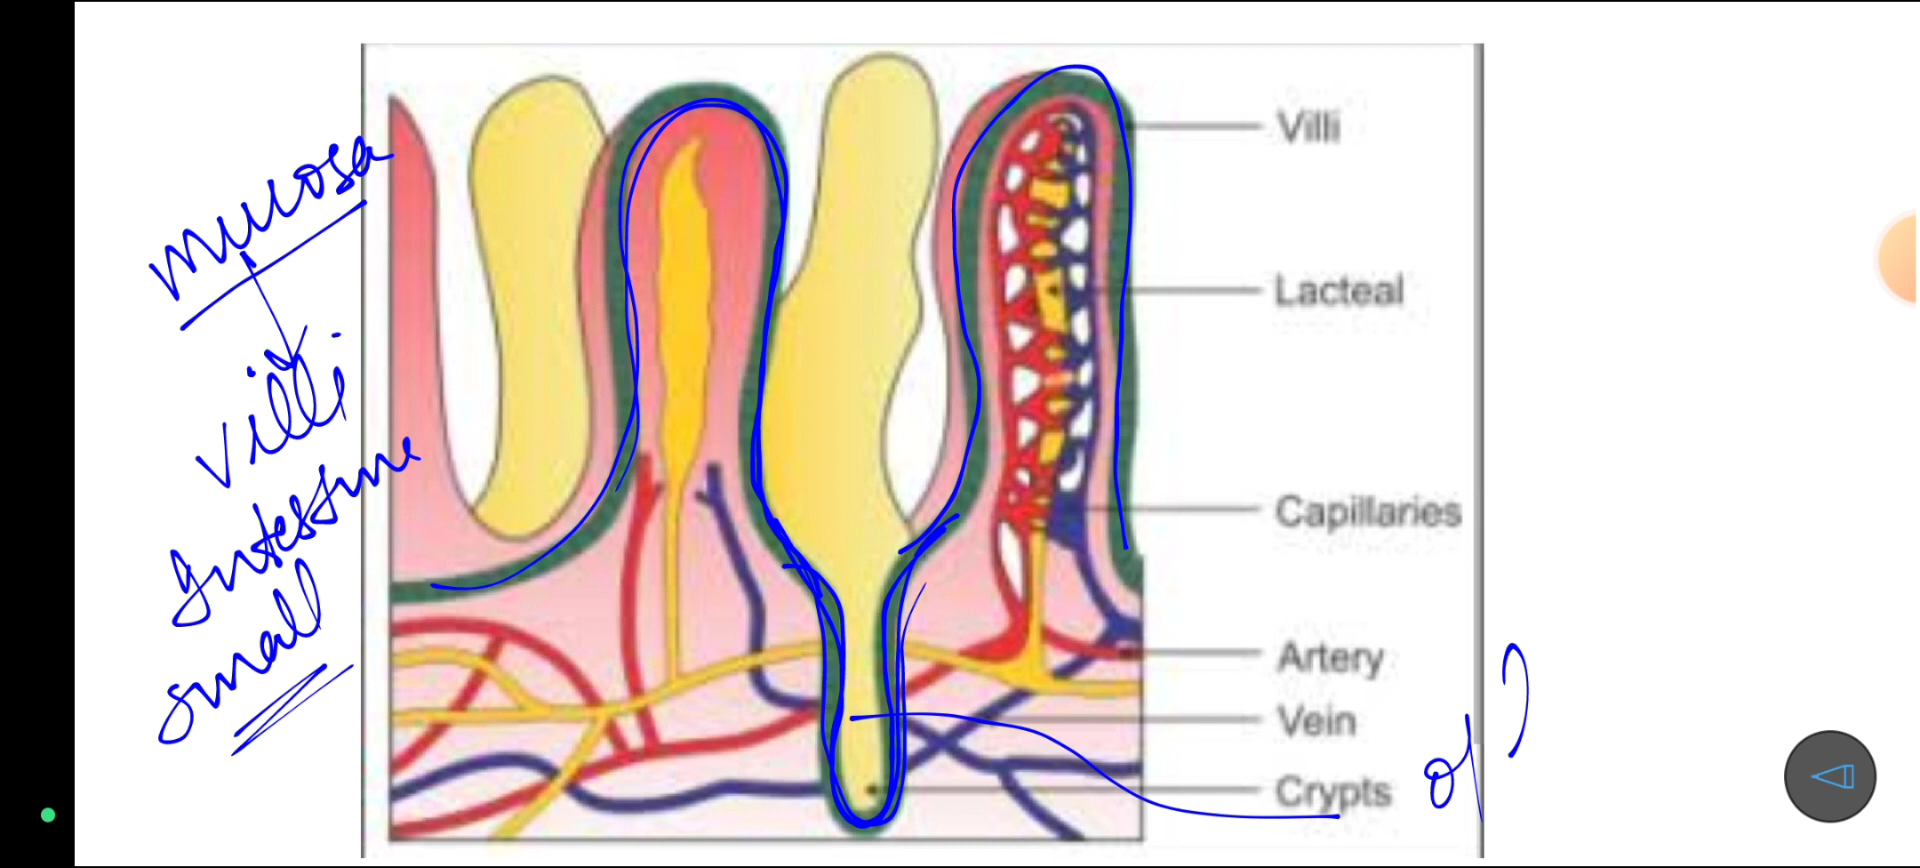 mucosa
villi
Intestine
small
Villi
Lacteal
Capillaries
Artery
Vein
Crypts
of ?